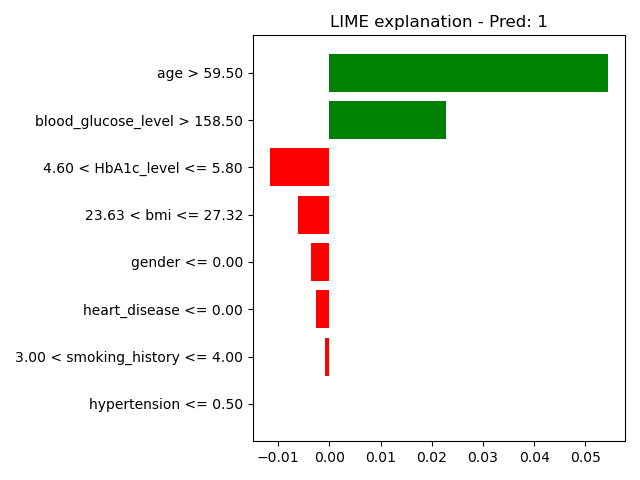 LIME explanation - Pred: 1
age > 59.50
blood_glucose_level > 158.50
4.60 < HbA1c_level <= 5.80
23.63 < bmi <= 27.32
gender <= 0.00
heart_disease <= 0.00
3.00 < smoking_history <= 4.00
hypertension <= 0.50
−0.01 0.00 0.01 0.02 0.03 0.04 0.05